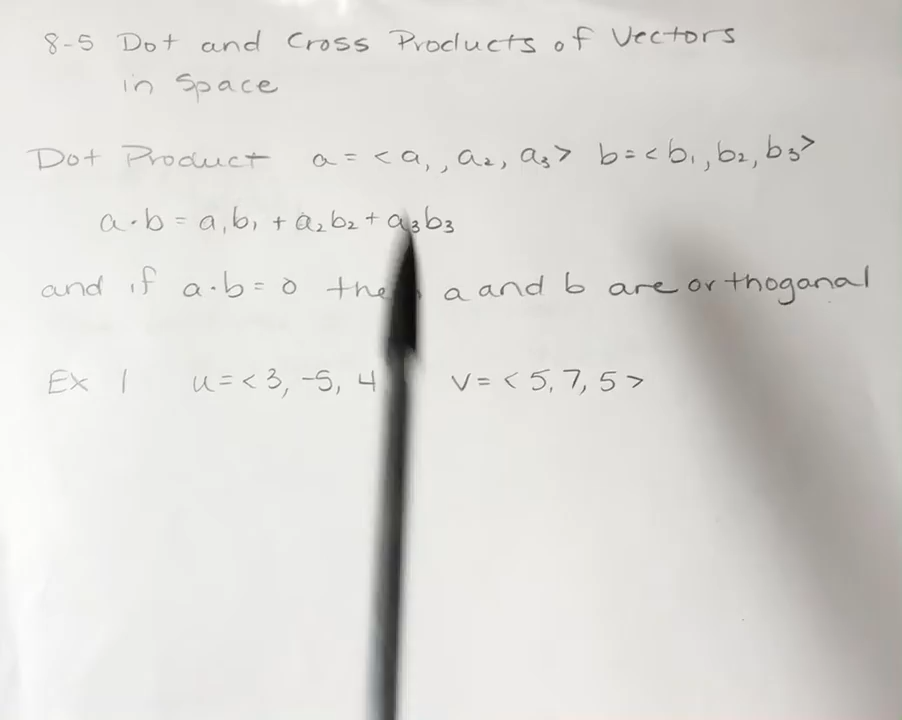 8-5 Dot and Cross Products of Vectors
in Space
Dot Product a = <a₁, a₂, a₃> b = <b₁, b₂, b₃>
a·b = a₁b₁ + a₂b₂ + a₃b₃
and if a·b = 0 a and b are orthoganal
Ex 1 u = <3, -5, 4 v = <5, 7, 5>